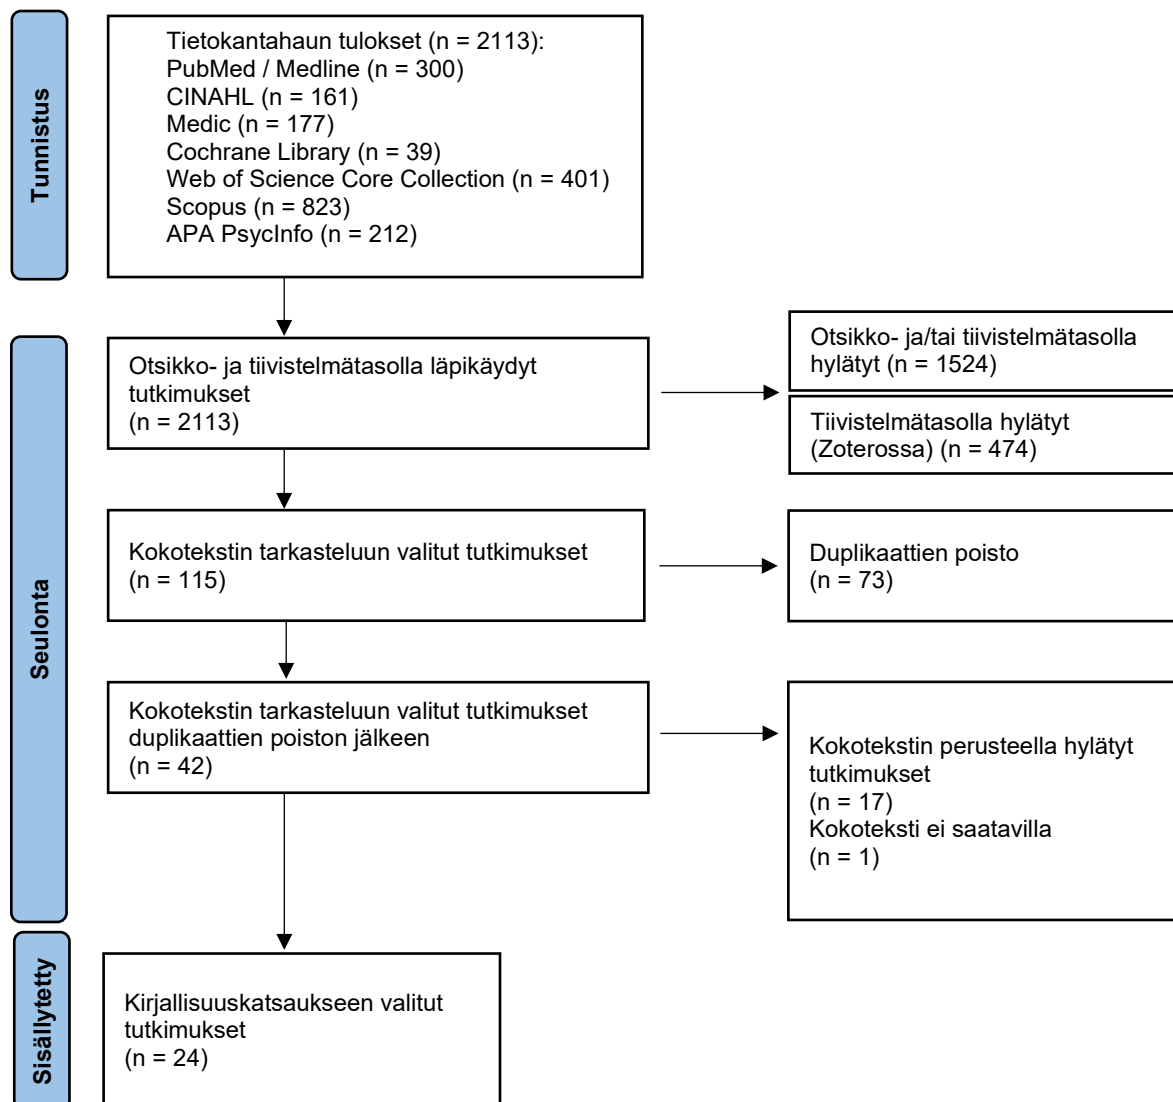 Tunnistus
Tietokantahaun tulokset (n = 2113):
PubMed / Medline (n = 300)
CINAHL (n = 161)
Medic (n = 177)
Cochrane Library (n = 39)
Web of Science Core Collection (n = 401)
Scopus (n = 823)
APA PsycInfo (n = 212)
Seulonta
Otsikko- ja tiivistelmätasolla läpikäydyt
tutkimukset
(n = 2113)
Otsikko- ja/tai tiivistelmätasolla
hylätyt (n = 1524)
Tiivistelmätasolla hylätyt
(Zoterossa) (n = 474)
Kokotekstin tarkasteluun valitut tutkimukset
(n = 115)
Duplikaattien poisto
(n = 73)
Kokotekstin tarkasteluun valitut tutkimukset
duplikaattien poiston jälkeen
(n = 42)
Kokotekstin perusteella hylätyt
tutkimukset
(n = 17)
Kokoteksti ei saatavilla
(n = 1)
Sisällytetty
Kirjallisuuskatsaukseen valitut
tutkimukset
(n = 24)